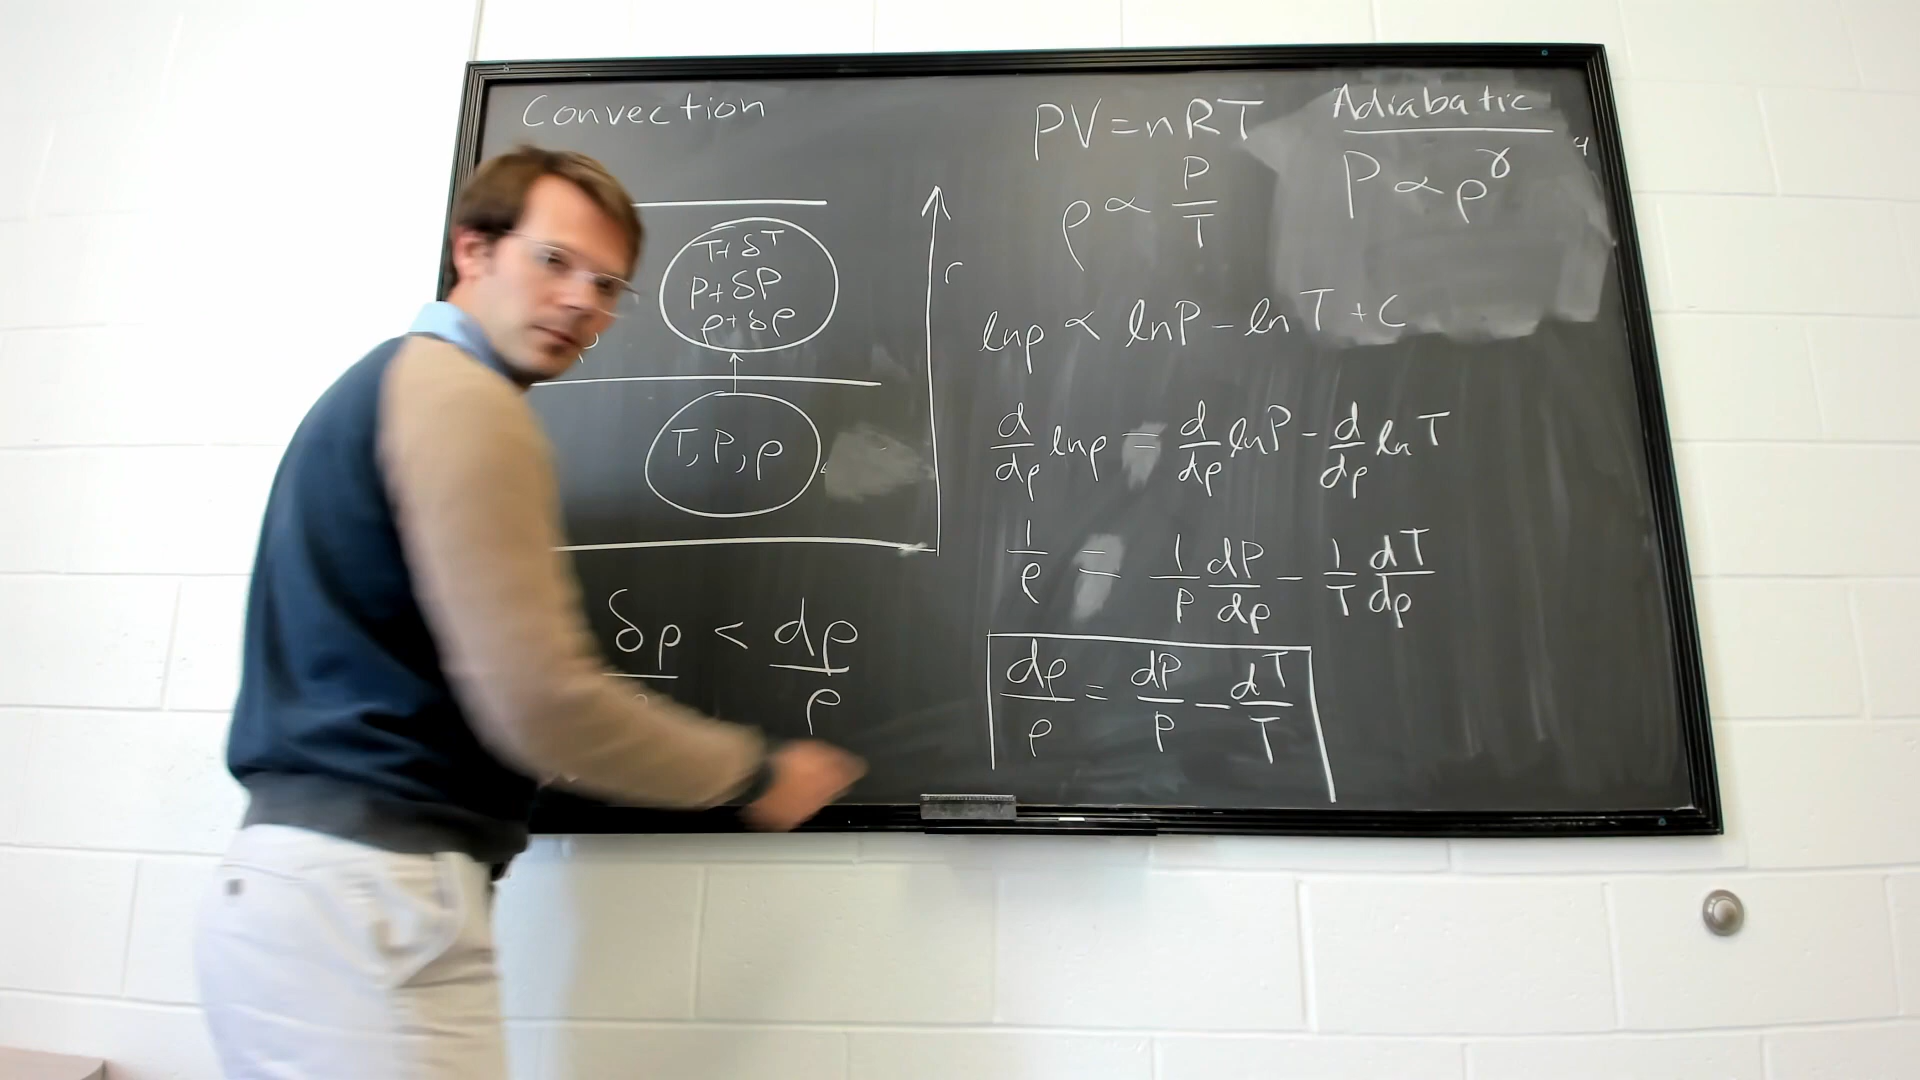 Convection
T+δT
P+δP
ρ+δρ
T, P, ρ
r
δρ < dρ/ρ
PV=nRT
ρ ∝ P/T
lnρ ∝ lnP - lnT + C
d/dρ lnρ = d/dρ lnP - d/dρ lnT
1/ρ = 1/P dP/dρ - 1/T dT/dρ
dρ/ρ = dP/P - dT/T
Adiabatic
P ∝ ρ^γ